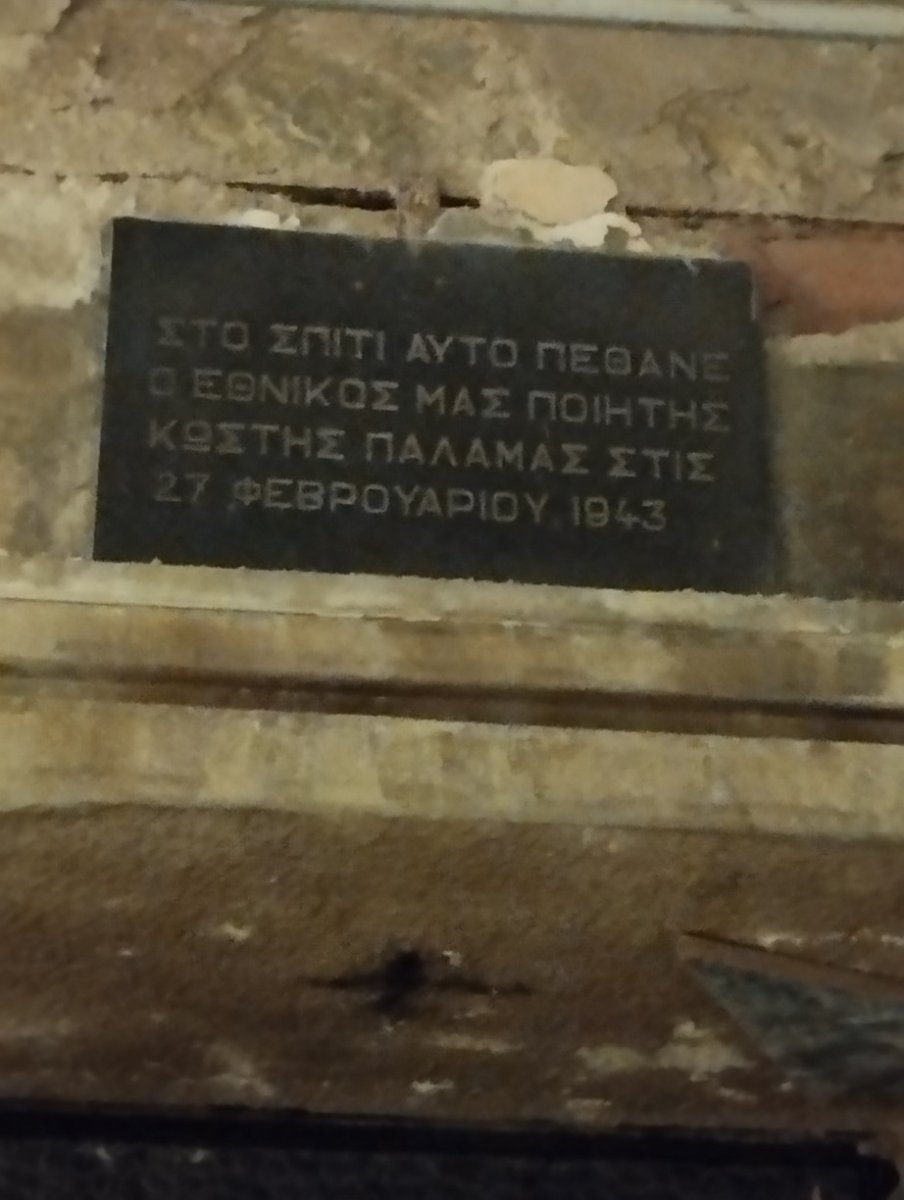 ΣΤΟ ΣΠΙΤΙ ΑΥΤΟ ΠΕΘΑΝΕ
Ο ΕΘΝΙΚΟΣ ΜΑΣ ΠΟΙΗΤΗΣ
ΚΩΣΤΗΣ ΠΑΛΑΜΑΣ ΣΤΙΣ
27 ΦΕΒΡΟΥΑΡΙΟΥ 1943